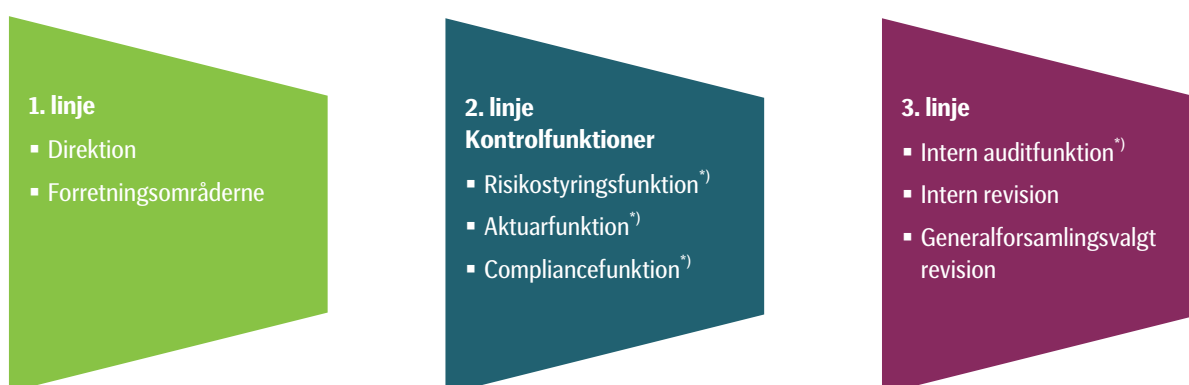 1. linje
▪ Direktion
▪ Forretningsområderne
2. linje
Kontrolfunktioner
▪ Risikostyringsfunktion*)
▪ Aktuarfunktion*)
▪ Compliancefunktion*)
3. linje
▪ Intern auditfunktion*)
▪ Intern revision
▪ Generalforsamlingsvalgt
revision